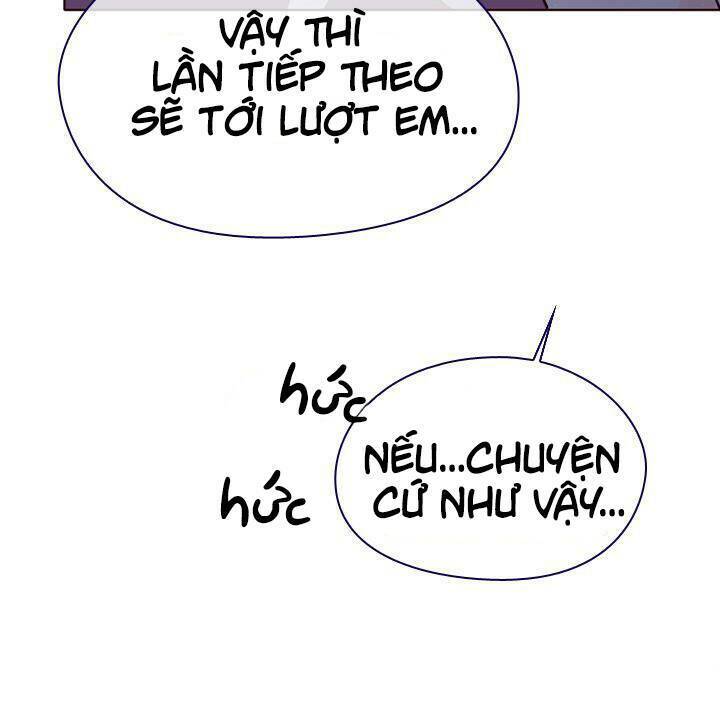 VẬY THÌ
LẦN TIẾP THEO
SẼ TỚI LƯỢT EM...
hức
NẾU...CHUYỆN
CỨ NHƯ VẬY...
hức